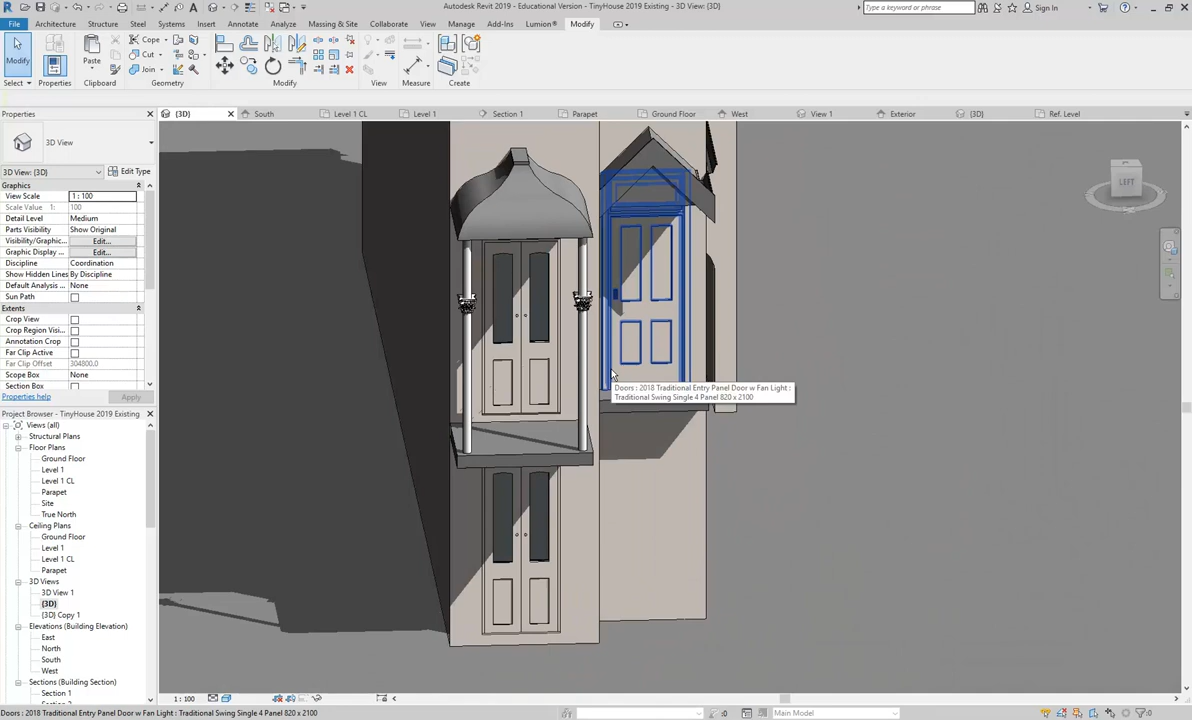 Autodesk Revit 2019 - Educational Version - TinyHouse 2019 Existing - 3D View: {3D}
Type a keyword or phrase
Sign In
File Architecture Structure Steel Systems Insert Annotate Analyze Massing & Site Collaborate View Manage Add-Ins Lumion® Modify
Modify
Properties
Paste
Cope
Cut
Join
Select Properties Clipboard Geometry Modify View Measure Create
Properties
{3D} South Level 1 CL Level 1 Section 1 Parapet Ground Floor West View 1 Exterior {3D} Ref. Level
3D View
3D View: {3D} Edit Type
Graphics
View Scale 1 : 100
Scale Value 1: 100
Detail Level Medium
Parts Visibility Show Original
Visibility/Graphic... Edit...
Graphic Display ... Edit...
Discipline Coordination
Show Hidden Lines By Discipline
Default Analysis ... None
Sun Path
Extents
Crop View
Crop Region Visi...
Annotation Crop
Far Clip Active
Far Clip Offset 304800.0
Scope Box None
Section Box
Properties help Apply
Project Browser - TinyHouse 2019 Existing
Views (all)
Structural Plans
Floor Plans
Ground Floor
Level 1
Level 1 CL
Parapet
Site
True North
Ceiling Plans
Ground Floor
Level 1
Level 1 CL
Parapet
3D Views
3D View 1
{3D}
{3D} Copy 1
Elevations (Building Elevation)
East
North
South
West
Sections (Building Section)
Section 1
LEFT
Doors : 2018 Traditional Entry Panel Door w Fan Light :
Traditional Swing Single 4 Panel 820 x 2100
1 : 100
Doors : 2018 Traditional Entry Panel Door w Fan Light : Traditional Swing Single 4 Panel 820 x 2100
:0
Main Model
:0